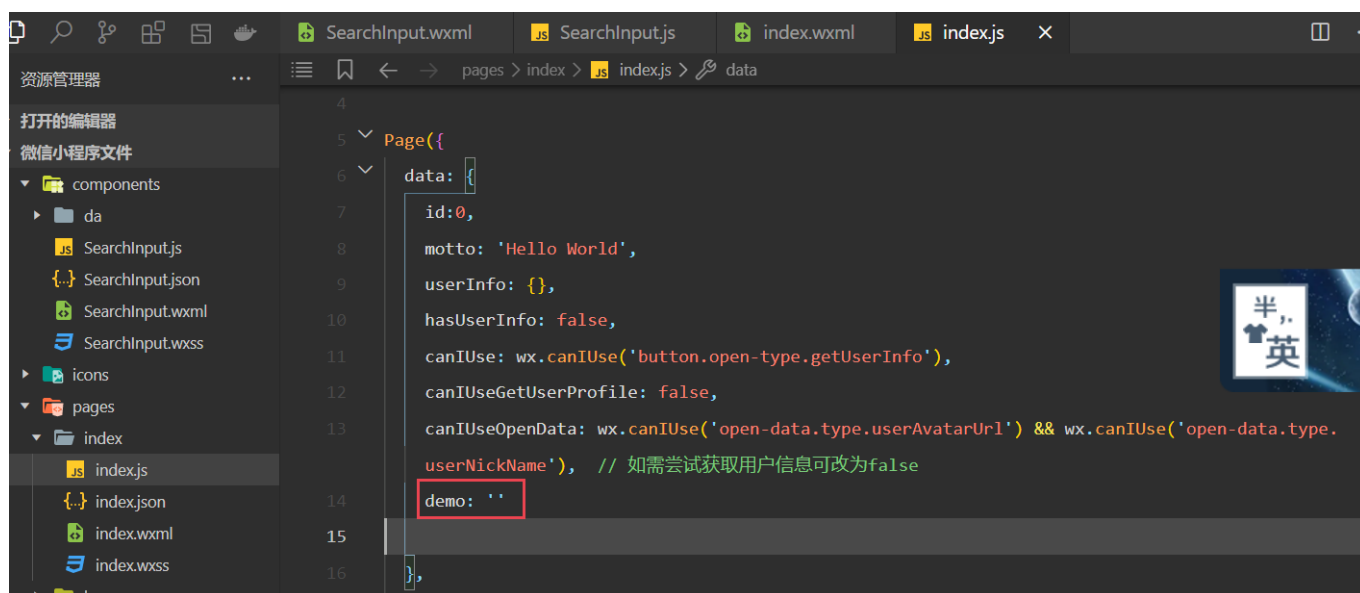 SearchInput.wxml JS SearchInput.js index.wxml JS index.js ×
资源管理器 ···
pages > index > JS index.js > data
打开的编辑器
微信小程序文件
components
da
JS SearchInput.js
{..} SearchInput.json
SearchInput.wxml
SearchInput.wxss
icons
pages
index
JS index.js
{..} index.json
index.wxml
index.wxss
4
5 Page({
6 data: {
7 id:0,
8 motto: 'Hello World',
9 userInfo: {},
10 hasUserInfo: false,
11 canIUse: wx.canIUse('button.open-type.getUserInfo'),
12 canIUseGetUserProfile: false,
13 canIUseOpenData: wx.canIUse('open-data.type.userAvatarUrl') && wx.canIUse('open-data.type.
userNickName'), // 如需尝试获取用户信息可改为false
14 demo: ''
15
16 },
半,.
英